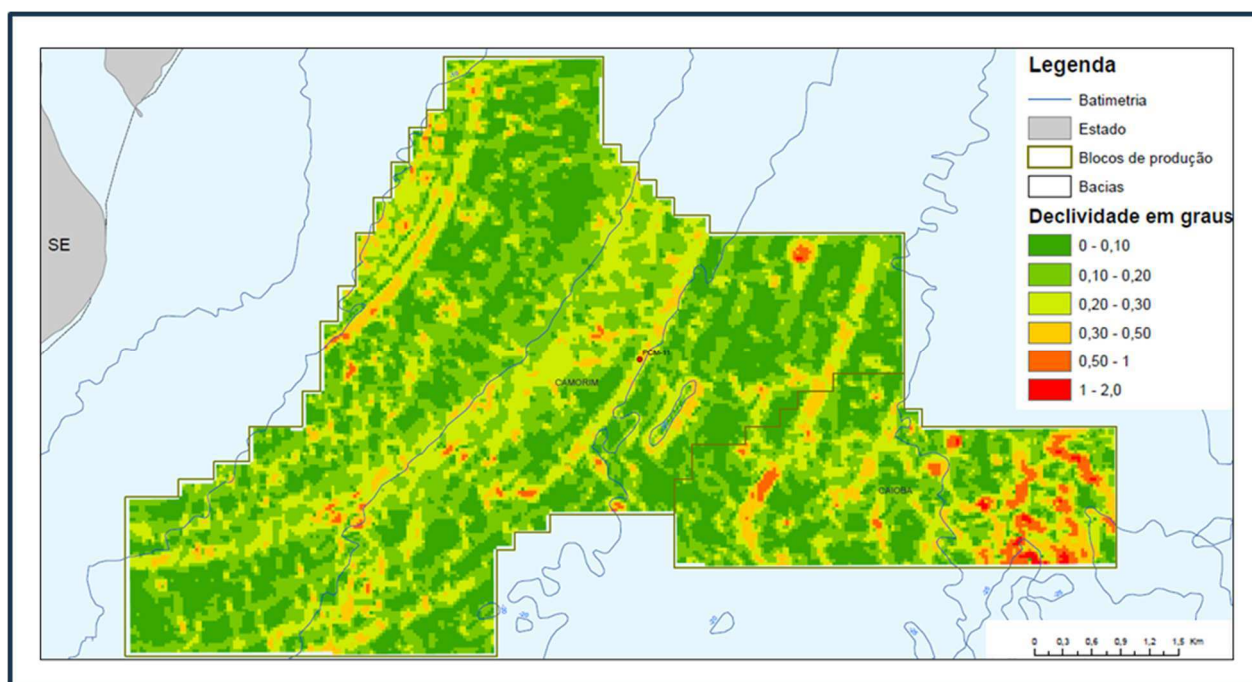 Legenda
Batimetria
Estado
Blocos de produção
Bacias
Declividade em graus
0 - 0,10
0,10 - 0,20
0,20 - 0,30
0,30 - 0,50
0,50 - 1
1 - 2,0
SE
PCM-11
CAMORIM
CAIOBA
0 0,3 0,6 0,9 1,2 1,5 Km